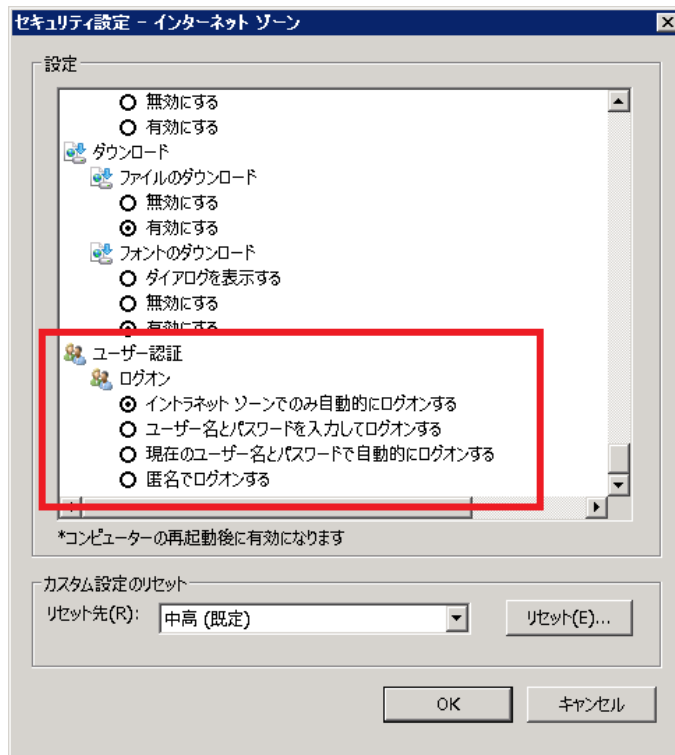 セキュリティ設定 - インターネット ゾーン
設定
無効にする
有効にする
ダウンロード
ファイルのダウンロード
無効にする
有効にする
フォントのダウンロード
ダイアログを表示する
無効にする
有効にする
ユーザー認証
ログオン
イントラネット ゾーンでのみ自動的にログオンする
ユーザー名とパスワードを入力してログオンする
現在のユーザー名とパスワードで自動的にログオンする
匿名でログオンする
*コンピューターの再起動後に有効になります
カスタム設定のリセット
リセット先(R): 中高 (既定) リセット(E)...
OK キャンセル